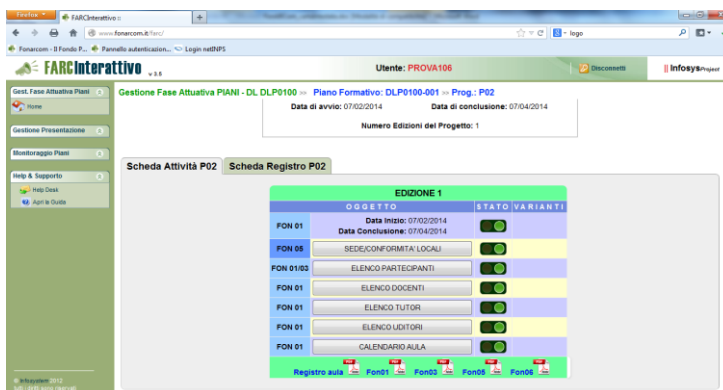 Firefox
FARCInterattivo ::
www.fonarcom.it/farc/
logo
Fonarcom - Il Fondo P...
Pannello autenticazion...
Login netINPS
FARCInterattivo v 3.5
Utente: PROVA106
Disconnetti
Infosys Project
Gest. Fase Attuativa Piani
Home
Gestione Presentazione
Monitoraggio Piani
Help & Supporto
Help Desk
Apri la Guida
Gestione Fase Attuativa PIANI - DL DLP0100 >> Piano Formativo: DLP0100-001 >> Prog.: P02
Data di avvio: 07/02/2014 Data di conclusione: 07/04/2014
Numero Edizioni del Progetto: 1
Scheda Attività P02 Scheda Registro P02
EDIZIONE 1
OGGETTO STATO VARIANTI
FON 01 Data Inizio: 07/02/2014
Data Conclusione: 07/04/2014
FON 05 SEDE/CONFORMITA' LOCALI
FON 01/03 ELENCO PARTECIPANTI
FON 01 ELENCO DOCENTI
FON 01 ELENCO TUTOR
FON 01 ELENCO UDITORI
FON 01 CALENDARIO AULA
Registro aula Fon01 Fon03 Fon05 Fon06